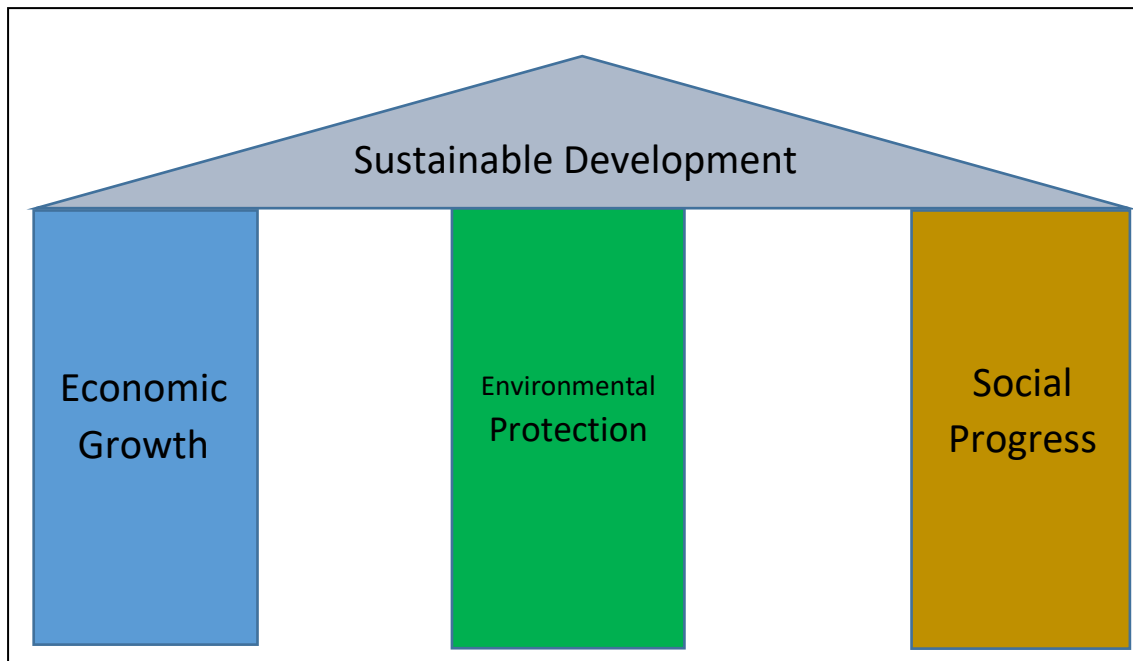 Sustainable Development
Economic
Growth
Environmental
Protection
Social
Progress